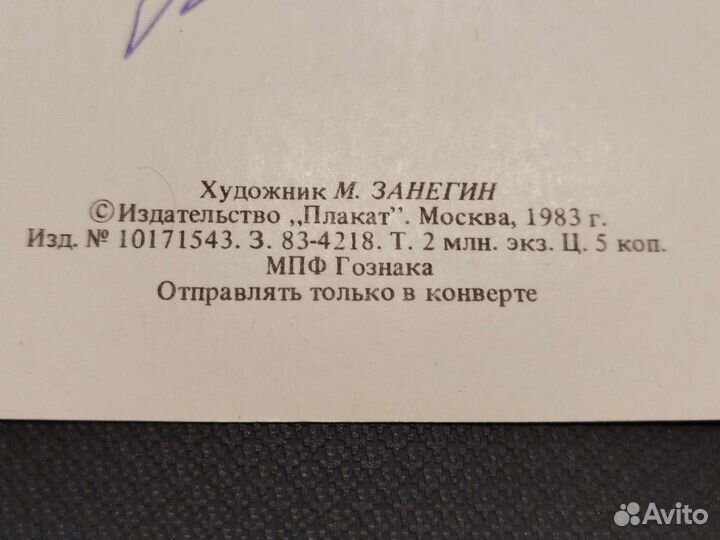 Художник М. ЗАНЕГИН
© Издательство „Плакат”. Москва, 1983 г.
Изд. № 10171543. З. 83-4218. Т. 2 млн. экз. Ц. 5 коп.
МПФ Гознака
Отправлять только в конверте
Avito